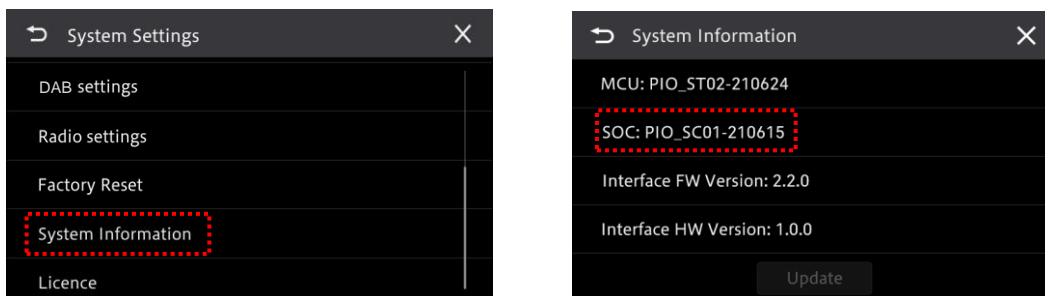 System Settings
DAB settings
Radio settings
Factory Reset
System Information
Licence
System Information
MCU: PIO_ST02-210624
SOC: PIO_SC01-210615
Interface FW Version: 2.2.0
Interface HW Version: 1.0.0
Update